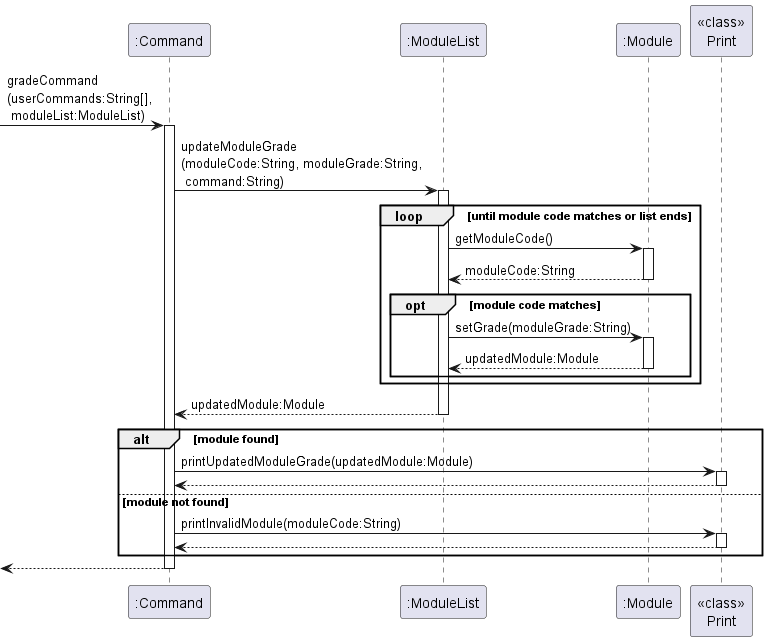 :Command
:ModuleList
:Module
«class»
Print
gradeCommand
(userCommands:String[],
moduleList:ModuleList)
updateModuleGrade
(moduleCode:String, moduleGrade:String,
command:String)
loop
[until module code matches or list ends]
getModuleCode()
moduleCode:String
opt
[module code matches]
setGrade(moduleGrade:String)
updatedModule:Module
updatedModule:Module
alt
[module found]
printUpdatedModuleGrade(updatedModule:Module)
[module not found]
printInvalidModule(moduleCode:String)
:Command
:ModuleList
:Module
«class»
Print